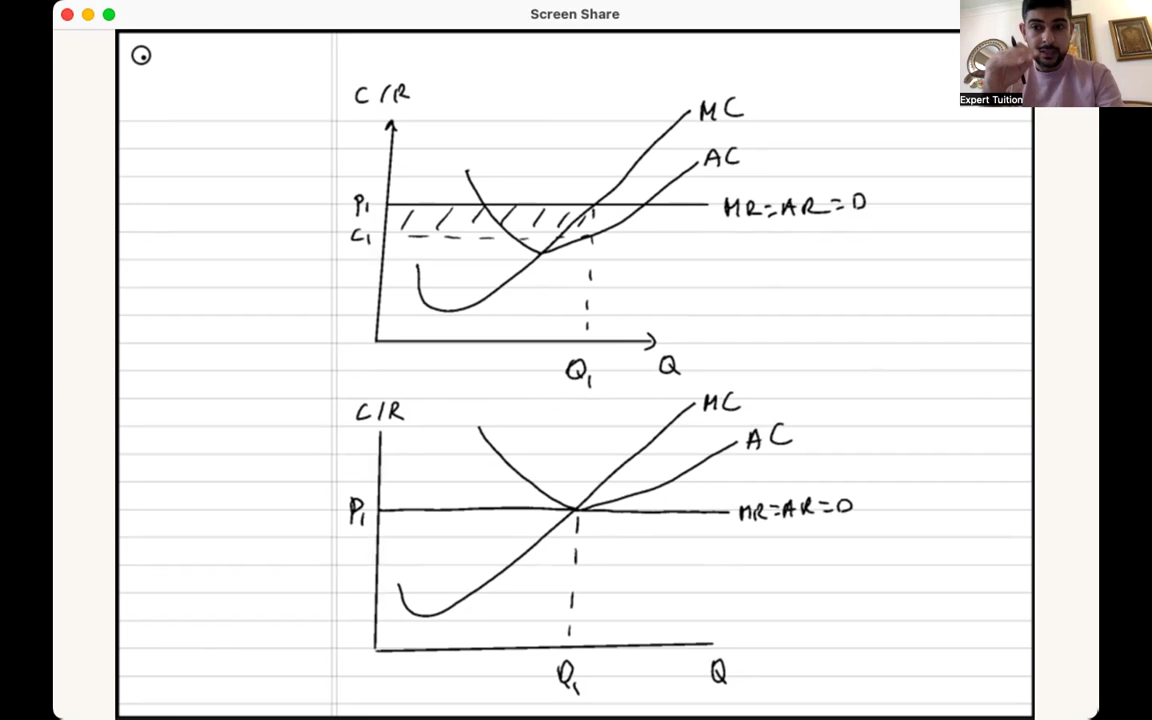 Screen Share
Expert Tuition
C/R
MC
AC
P1
MR=AR=D
C1
Q1
Q
C/R
MC
AC
P1
MR=AR=D
Q1
Q